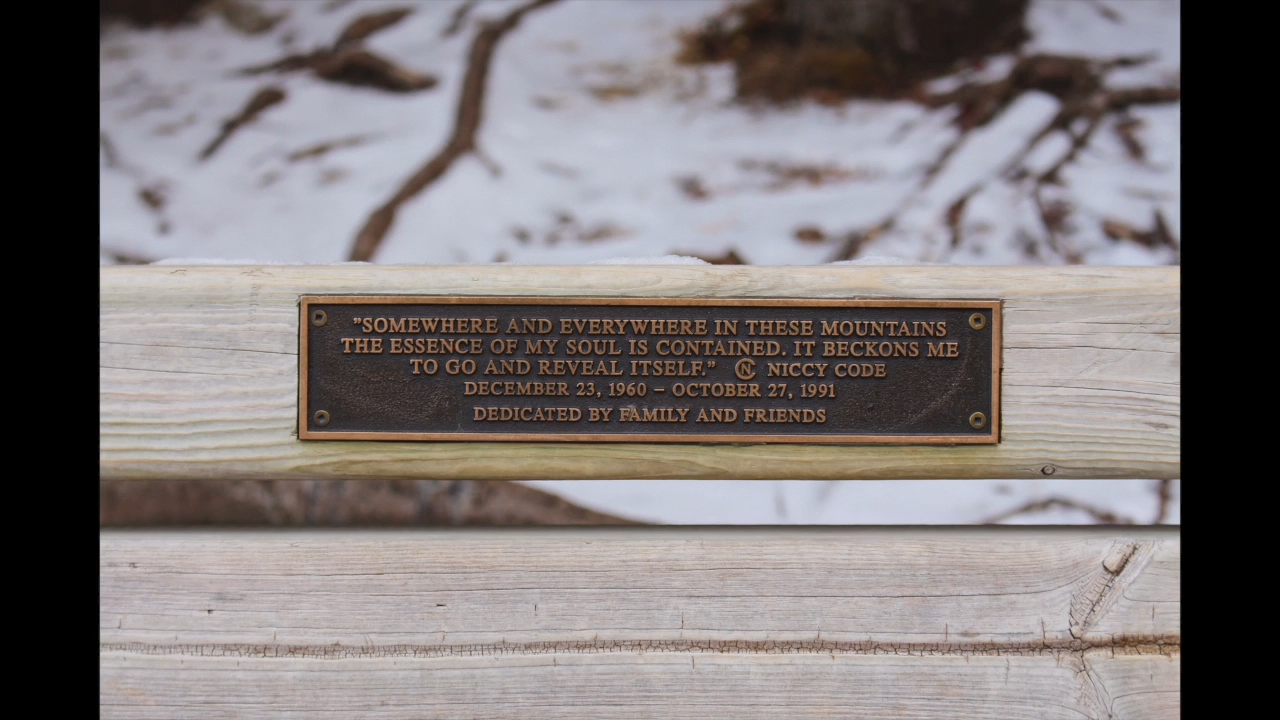 "SOMEWHERE AND EVERYWHERE IN THESE MOUNTAINS
THE ESSENCE OF MY SOUL IS CONTAINED. IT BECKONS ME
TO GO AND REVEAL ITSELF." NC NICCY CODE
DECEMBER 23, 1960 – OCTOBER 27, 1991
DEDICATED BY FAMILY AND FRIENDS